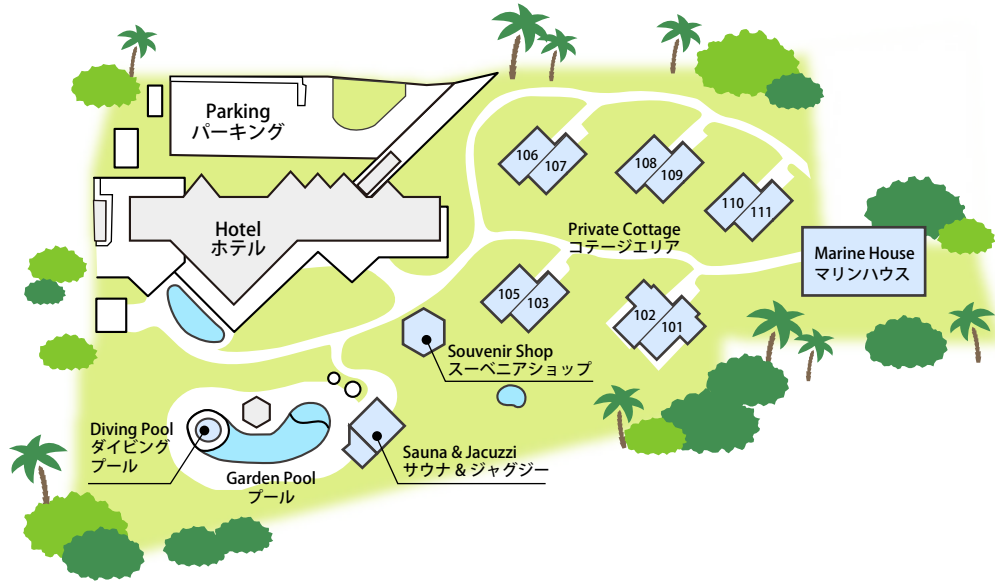 Parking
パーキング
Hotel
ホテル
106
107
108
109
110
111
Private Cottage
コテージエリア
Marine House
マリンハウス
105
103
102
101
Souvenir Shop
スーベニアショップ
Diving Pool
ダイビング
プール
Garden Pool
プール
Sauna & Jacuzzi
サウナ & ジャグジー